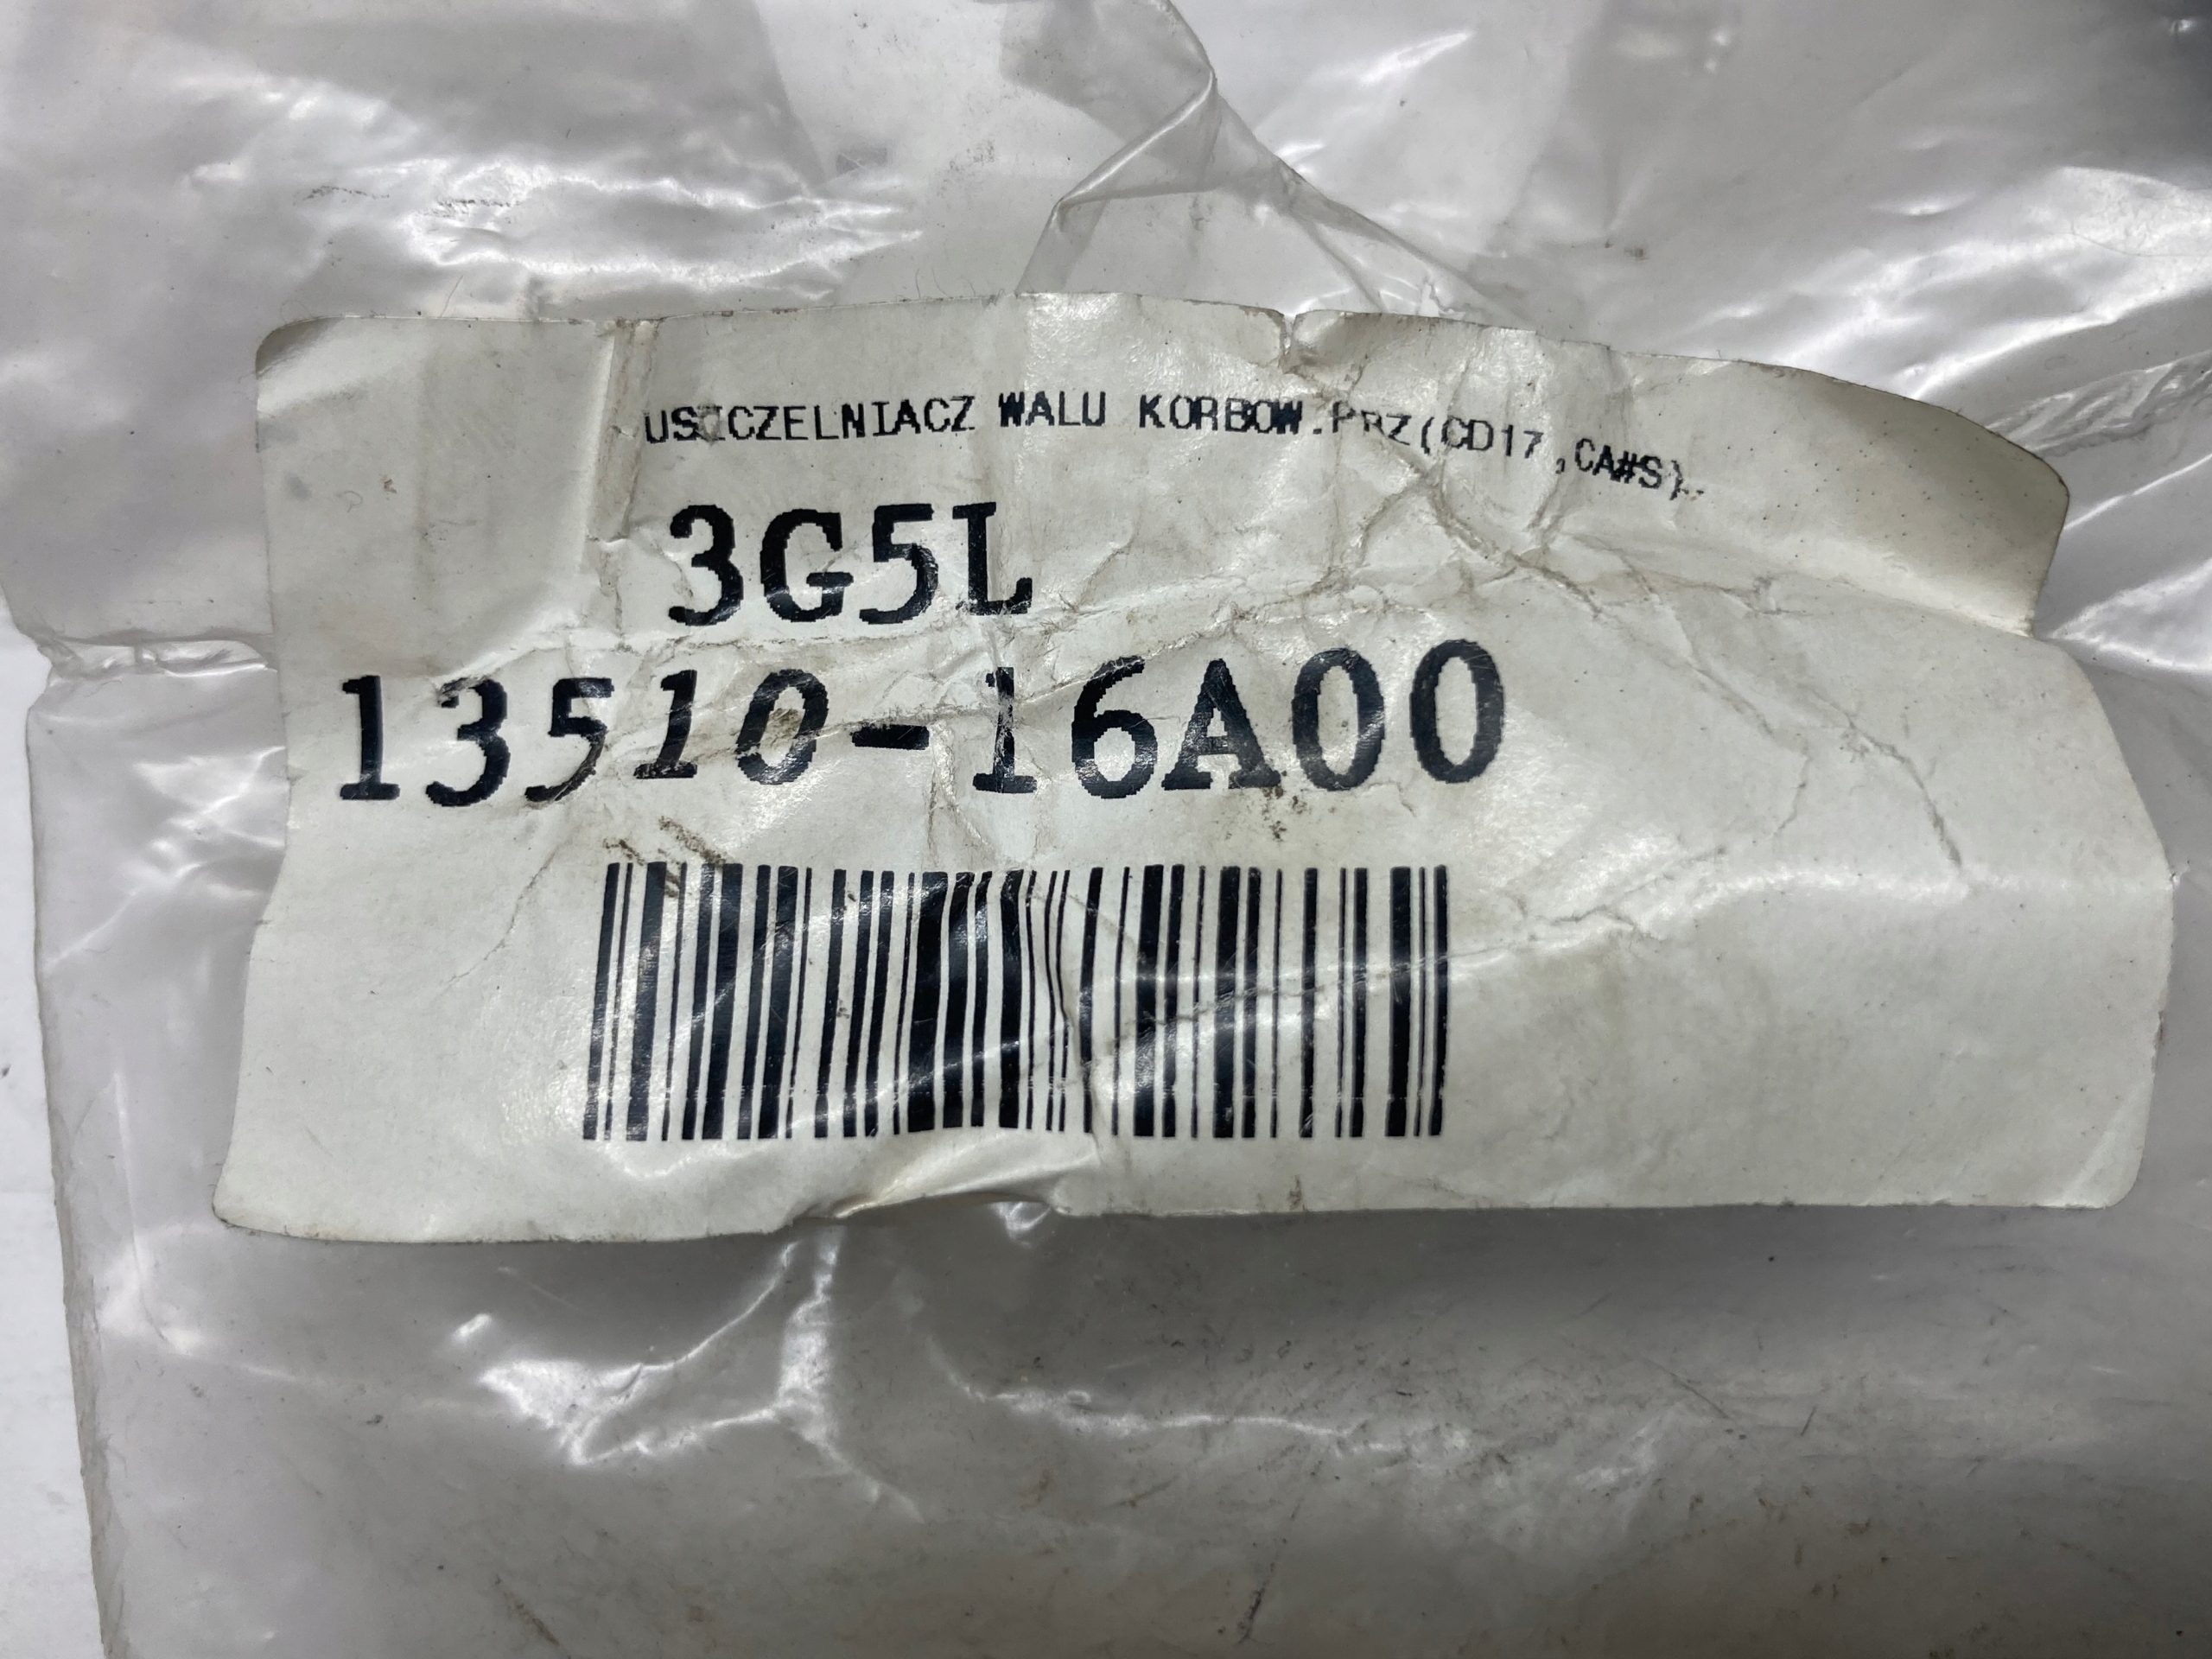 USZCZELNIACZ WALU KORBOW.PRZ(CD17,CA#S)
3G5L
13510-16A00